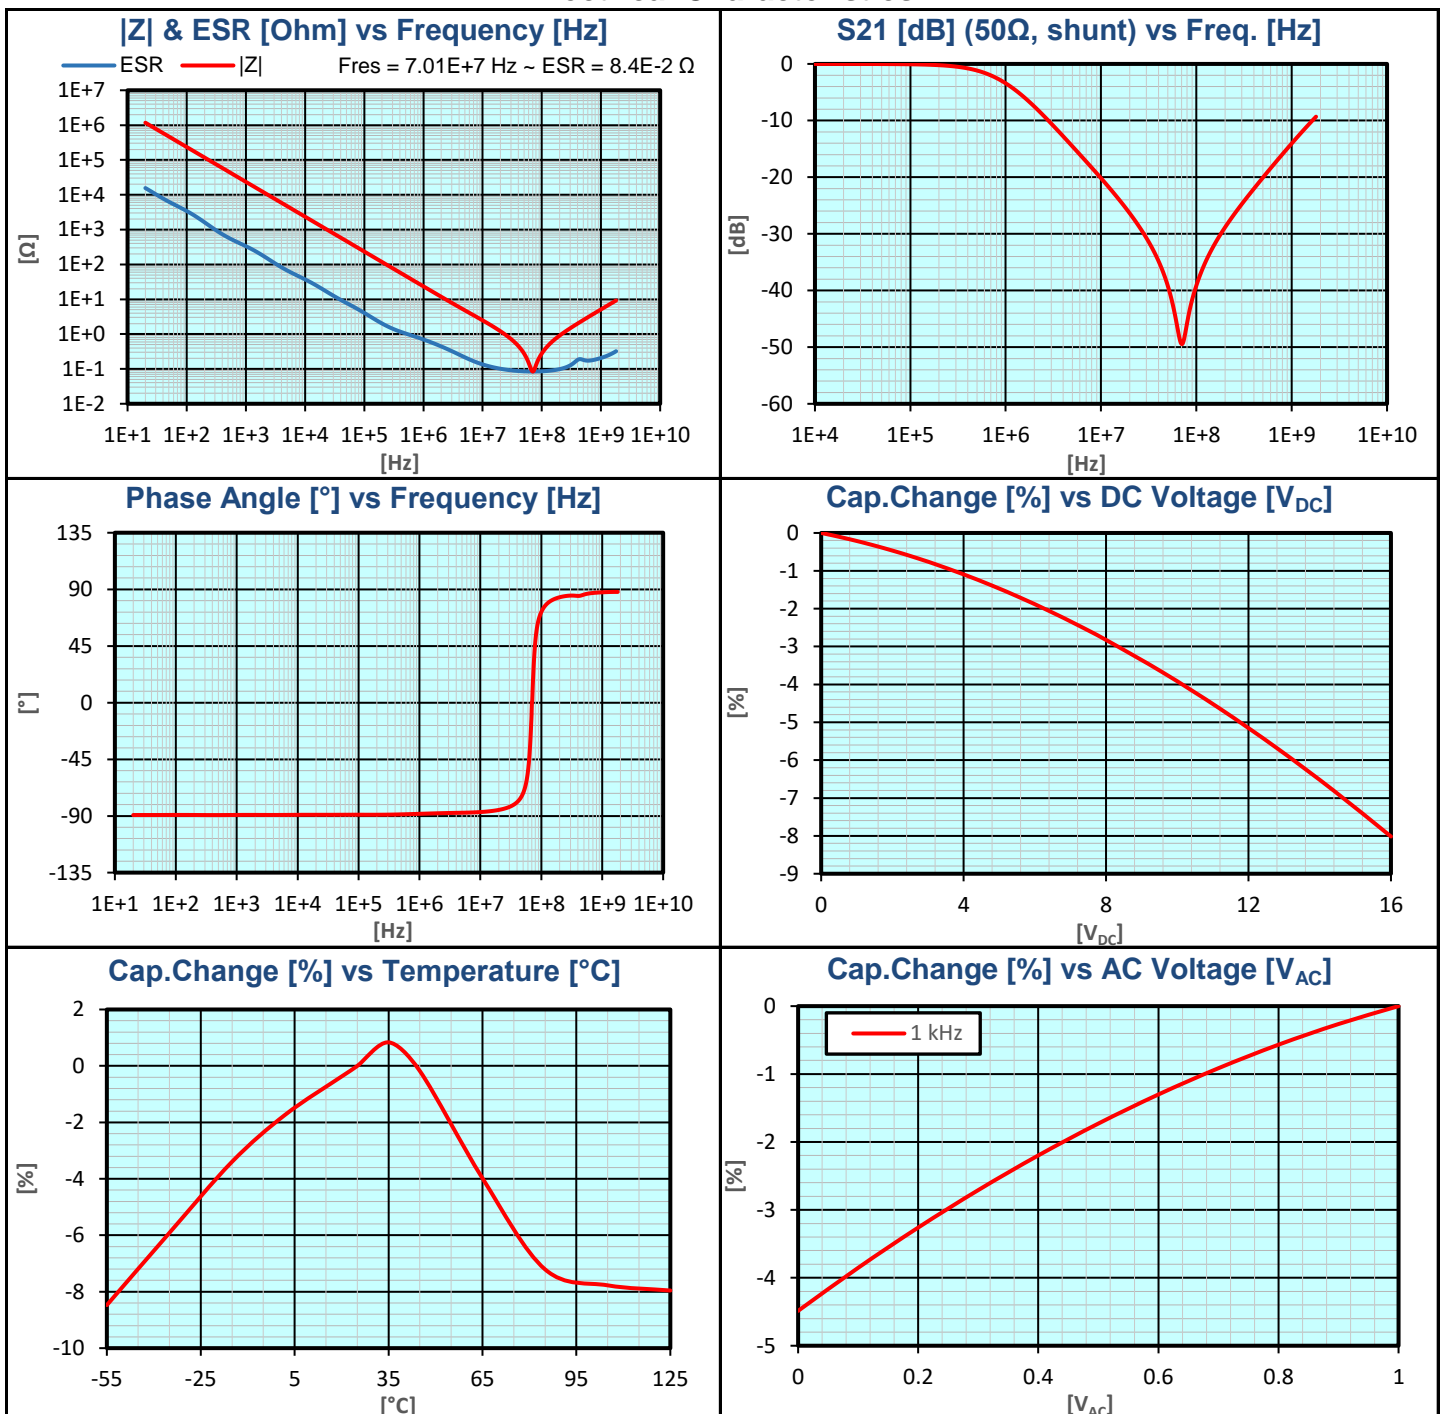 |Z| & ESR [Ohm] vs Frequency [Hz]
ESR |Z| Fres = 7.01E+7 Hz ~ ESR = 8.4E-2 Ω
1E+7
1E+6
1E+5
1E+4
1E+3
1E+2
1E+1
1E+0
1E-1
1E-2
[Ω]
1E+1 1E+2 1E+3 1E+4 1E+5 1E+6 1E+7 1E+8 1E+9 1E+10
[Hz]
S21 [dB] (50Ω, shunt) vs Freq. [Hz]
0
-10
-20
-30
-40
-50
-60
[dB]
1E+4 1E+5 1E+6 1E+7 1E+8 1E+9 1E+10
[Hz]
Phase Angle [°] vs Frequency [Hz]
135
90
45
0
-45
-90
-135
[°]
1E+1 1E+2 1E+3 1E+4 1E+5 1E+6 1E+7 1E+8 1E+9 1E+10
[Hz]
Cap.Change [%] vs DC Voltage [VDC]
0
-1
-2
-3
-4
-5
-6
-7
-8
-9
[%]
0 4 8 12 16
[VDC]
Cap.Change [%] vs Temperature [°C]
2
0
-2
-4
-6
-8
-10
[%]
-55 -25 5 35 65 95 125
[°C]
Cap.Change [%] vs AC Voltage [VAC]
1 kHz
0
-1
-2
-3
-4
-5
[%]
0 0.2 0.4 0.6 0.8 1
[VAC]